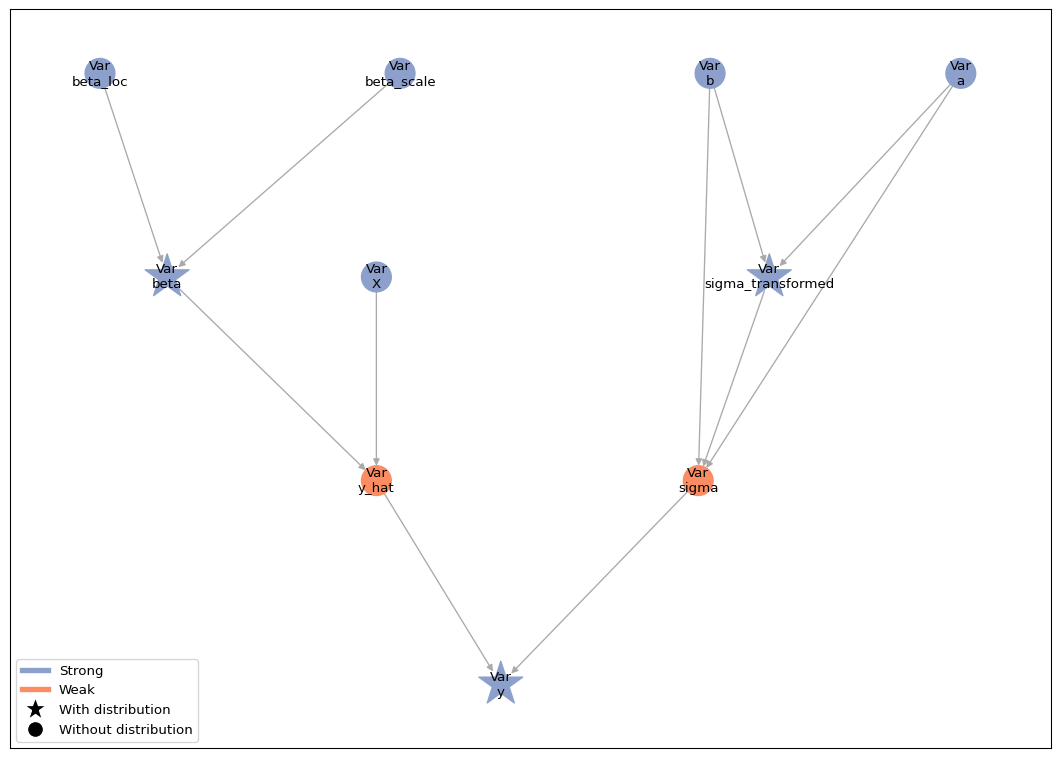 Var
beta_loc
Var
beta_scale
Var
b
Var
a
Var
beta
Var
X
Var
sigma_transformed
Var
y_hat
Var
sigma
Var
y
Strong
Weak
With distribution
Without distribution